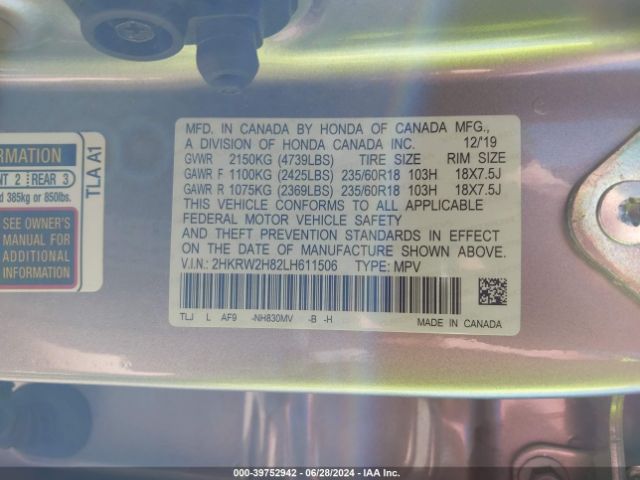 RMATION
NT 2 REAR 3
d 385kg or 850lbs.
SEE OWNER'S
MANUAL FOR
ADDITIONAL
INFORMATION
TLA A1
MFD. IN CANADA BY HONDA OF CANADA MFG.,
A DIVISION OF HONDA CANADA INC. 12/'19
GVWR 2150KG (4739LBS) TIRE SIZE RIM SIZE
GAWR F 1100KG (2425LBS) 235/60R18 103H 18X7.5J
GAWR R 1075KG (2369LBS) 235/60R18 103H 18X7.5J
THIS VEHICLE CONFORMS TO ALL APPLICABLE
FEDERAL MOTOR VEHICLE SAFETY
AND THEFT PREVENTION STANDARDS IN EFFECT
ON THE DATE OF MANUFACTURE SHOWN ABOVE.
V.I.N.: 2HKRW2H82LH611506 TYPE: MPV
TLJ L AF9 -NH830MV -B -H
MADE IN CANADA
000-39752942 / 06/28/2024 / IAA Inc.